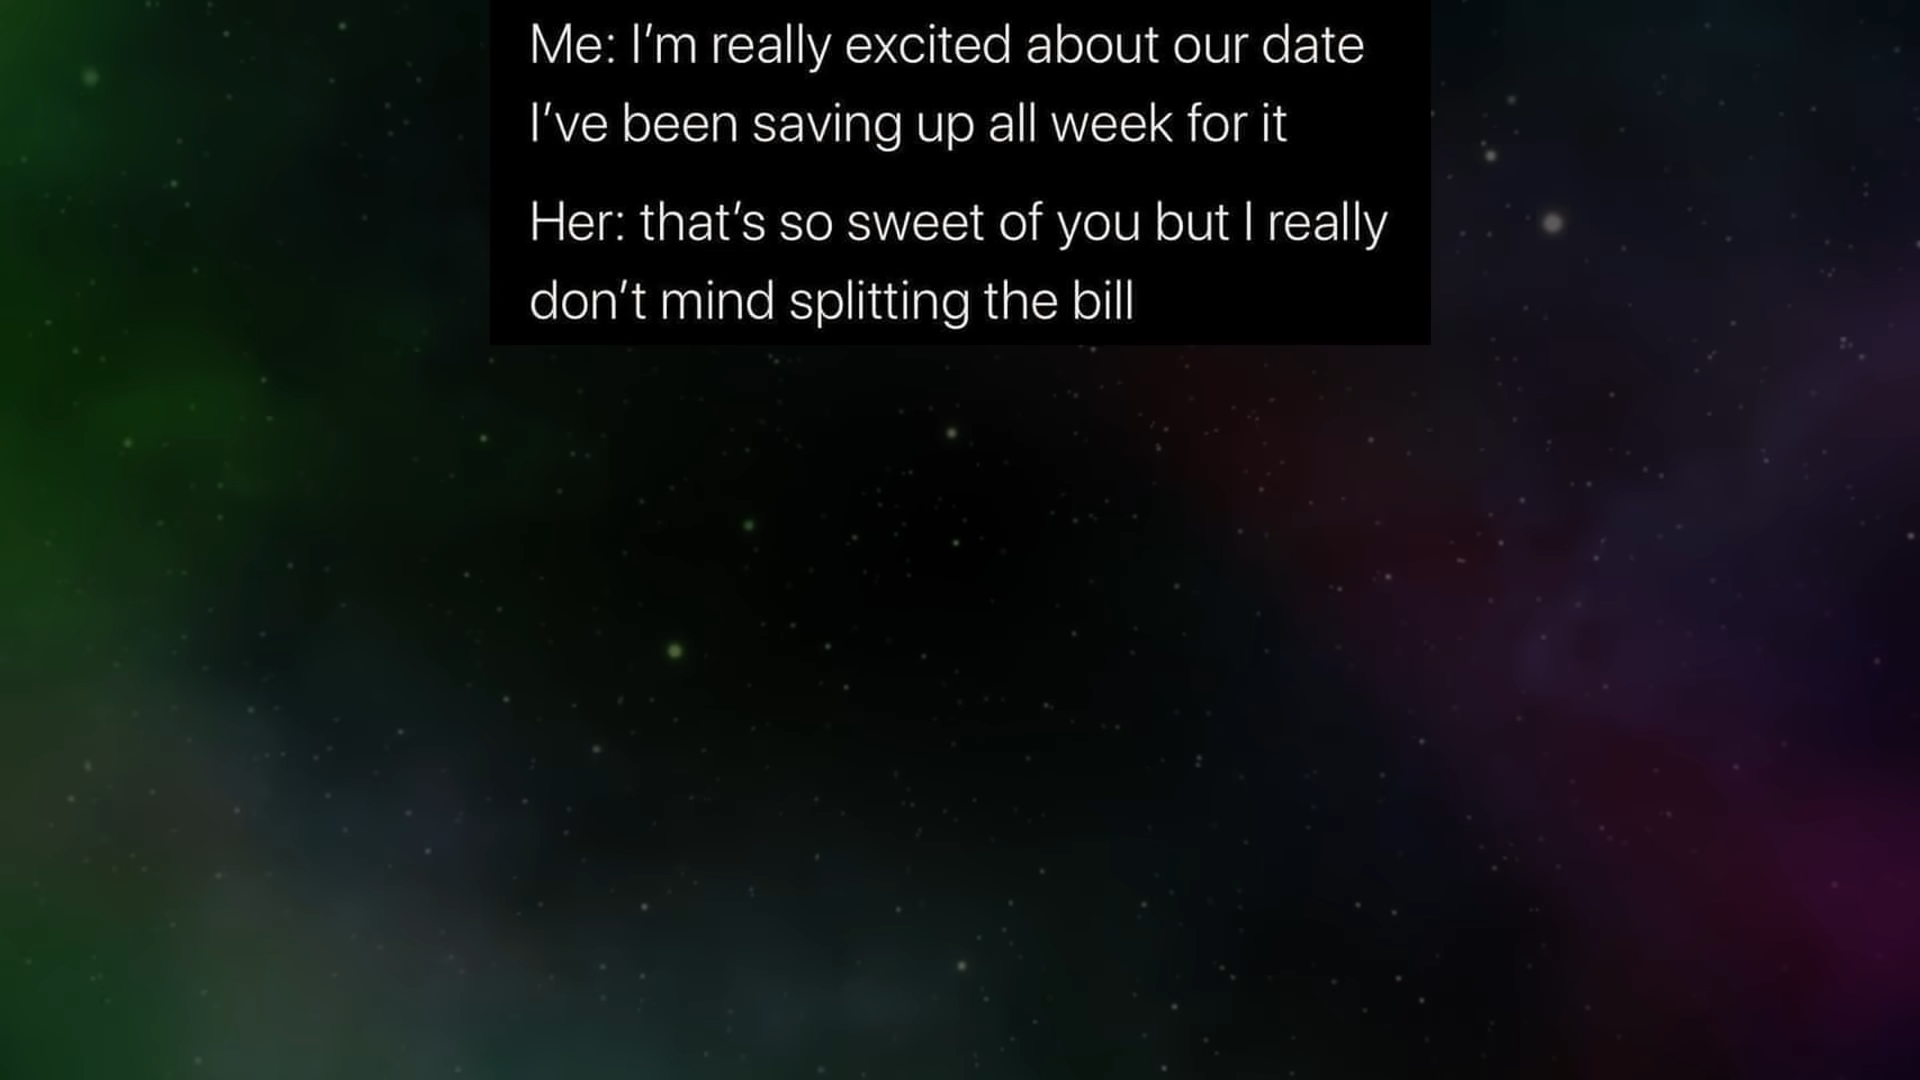 Me: I’m really excited about our date
I’ve been saving up all week for it
Her: that’s so sweet of you but I really
don’t mind splitting the bill